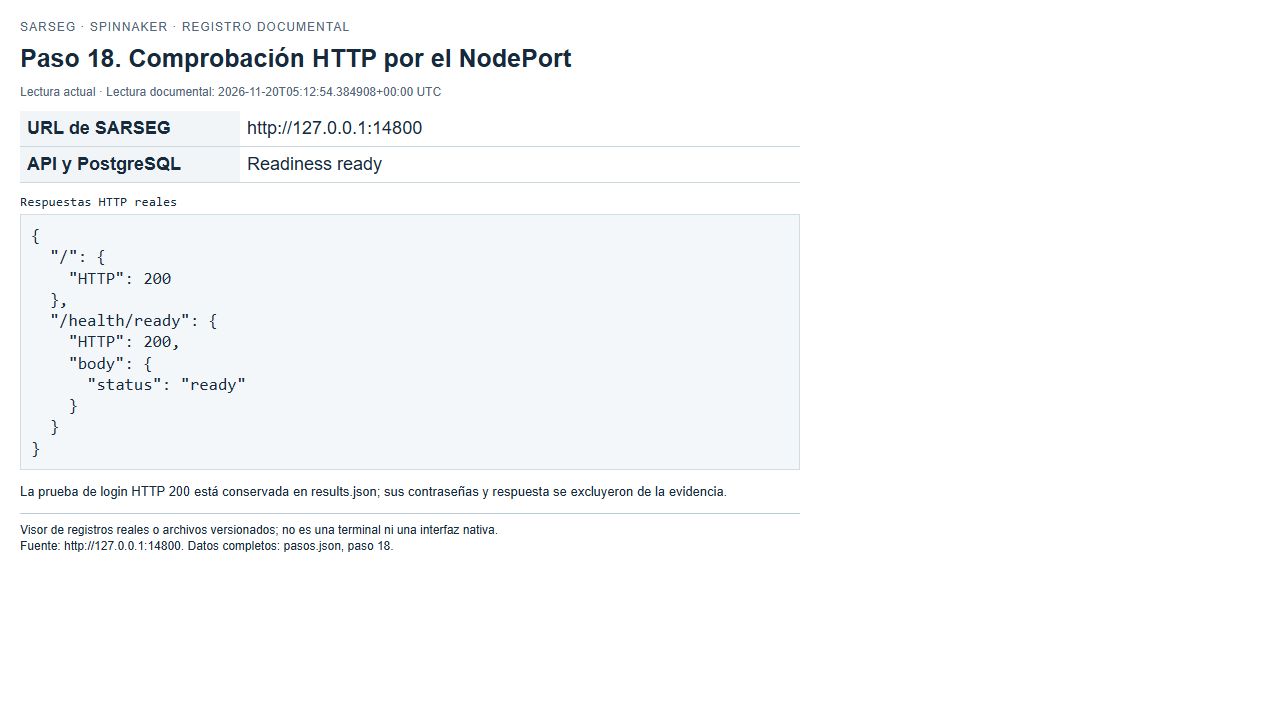 SARSEG · SPINNAKER · REGISTRO DOCUMENTAL
Paso 18. Comprobación HTTP por el NodePort
Lectura actual · Lectura documental: 2026-11-20T05:12:54.384908+00:00 UTC
URL de SARSEG http://127.0.0.1:14800
API y PostgreSQL Readiness ready
Respuestas HTTP reales
{
  "/": {
    "HTTP": 200
  },
  "/health/ready": {
    "HTTP": 200,
    "body": {
      "status": "ready"
    }
  }
}
La prueba de login HTTP 200 está conservada en results.json; sus contraseñas y respuesta se excluyeron de la evidencia.
Visor de registros reales o archivos versionados; no es una terminal ni una interfaz nativa.
Fuente: http://127.0.0.1:14800. Datos completos: pasos.json, paso 18.